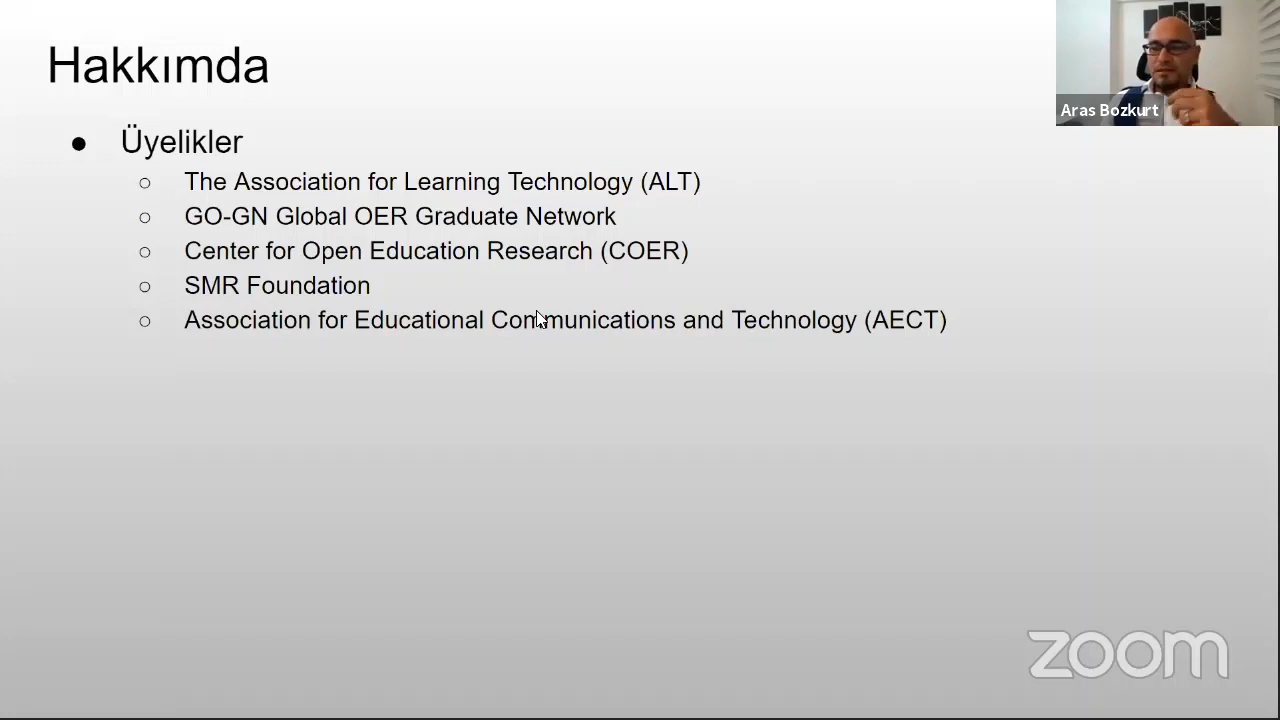 Hakkımda
Aras Bozkurt
● Üyelikler
○ The Association for Learning Technology (ALT)
○ GO-GN Global OER Graduate Network
○ Center for Open Education Research (COER)
○ SMR Foundation
○ Association for Educational Communications and Technology (AECT)
zoom